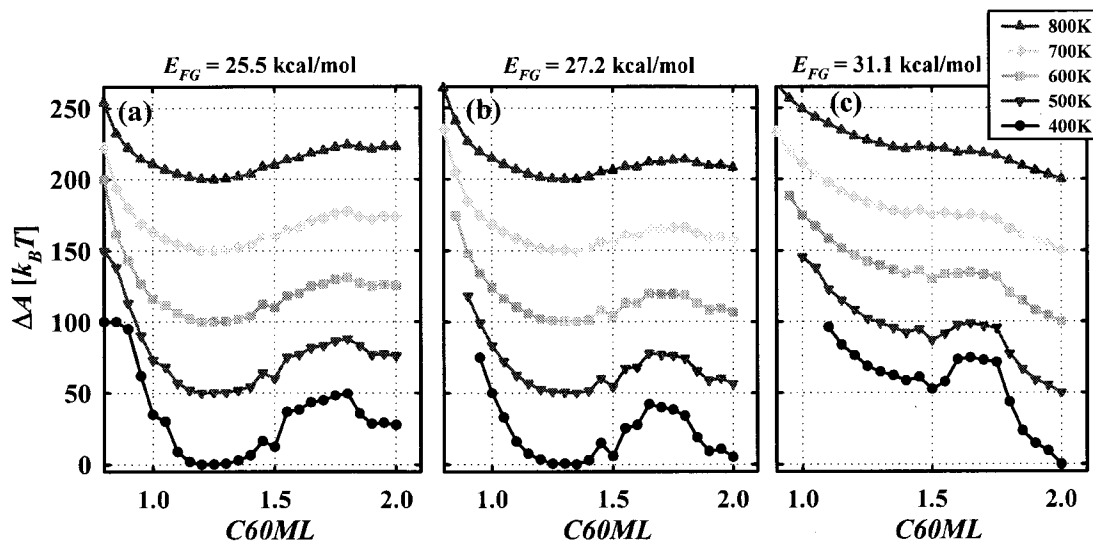 800K
700K
600K
500K
400K
E_FG = 25.5 kcal/mol
E_FG = 27.2 kcal/mol
E_FG = 31.1 kcal/mol
(a)
(b)
(c)
ΔA [k_BT]
250
200
150
100
50
0
1.0 1.5 2.0
1.0 1.5 2.0
1.0 1.5 2.0
C60ML
C60ML
C60ML